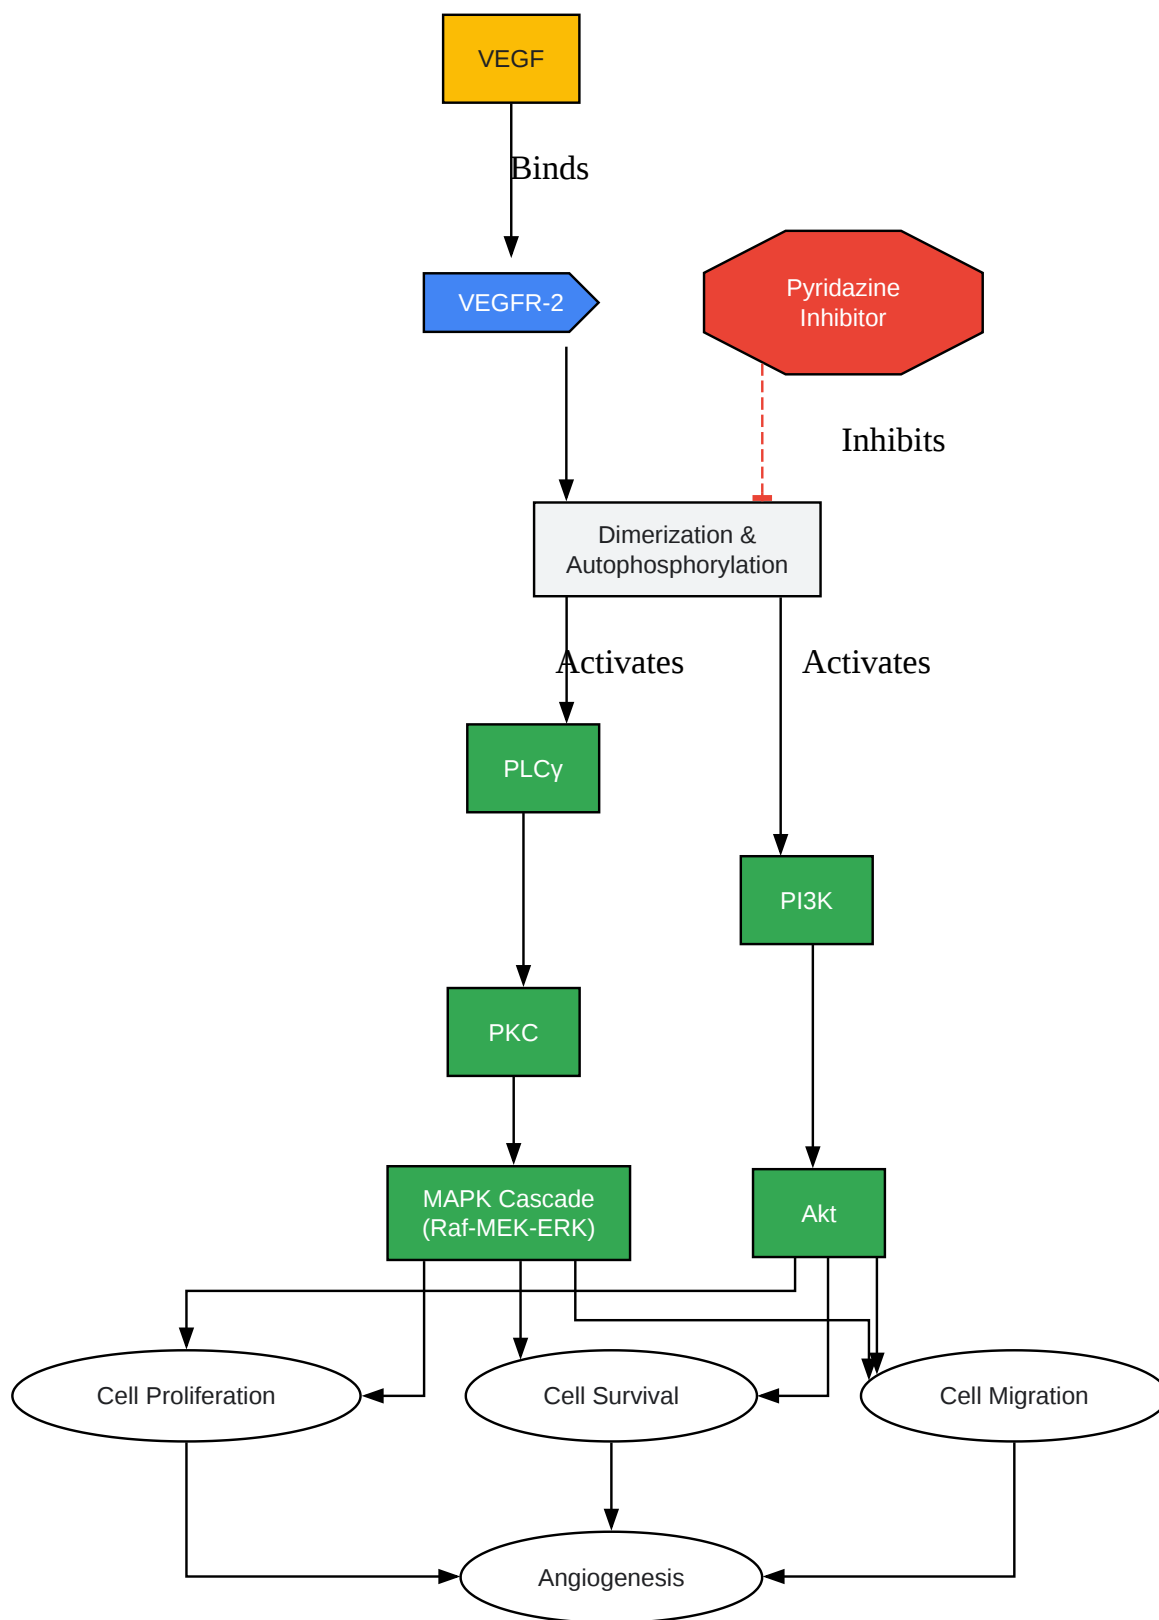 VEGF
Binds
VEGFR-2
Pyridazine
Inhibitor
Inhibits
Dimerization &
Autophosphorylation
Activates
Activates
PLCγ
PI3K
PKC
MAPK Cascade
(Raf-MEK-ERK)
Akt
Cell Proliferation
Cell Survival
Cell Migration
Angiogenesis